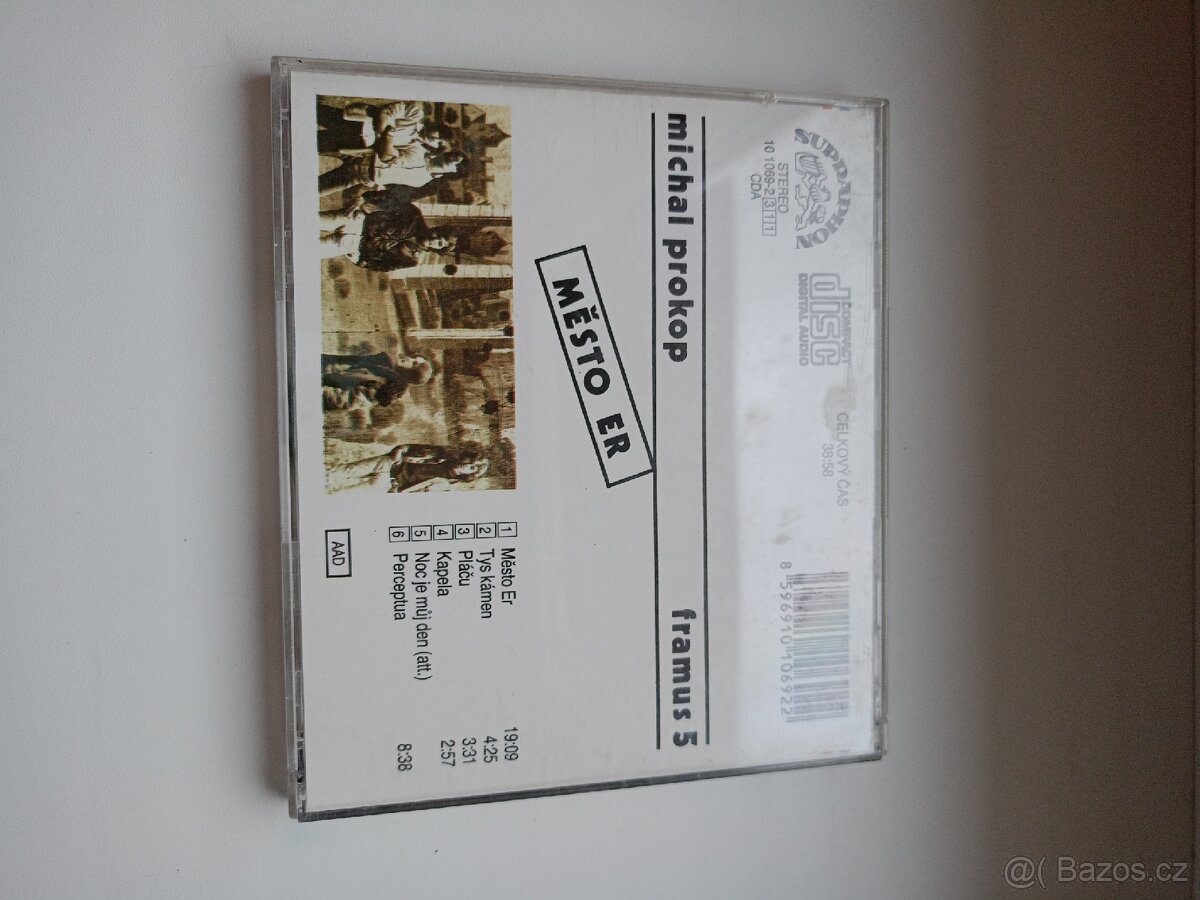 SUPRAPHON
STEREO
10 1069-2 311
CDA
COMPACT
disc
DIGITAL AUDIO
CELKOVÝ ČAS
38:58
8 596910 106922
michal prokop framus 5
MĚSTO ER
1 Město Er 19:09
2 Tys kámen 4:25
3 Pláču 3:31
4 Kapela 2:57
5 Noc je můj den (att.)
6 Perceptua 8:38
AAD
@( Bazos.cz